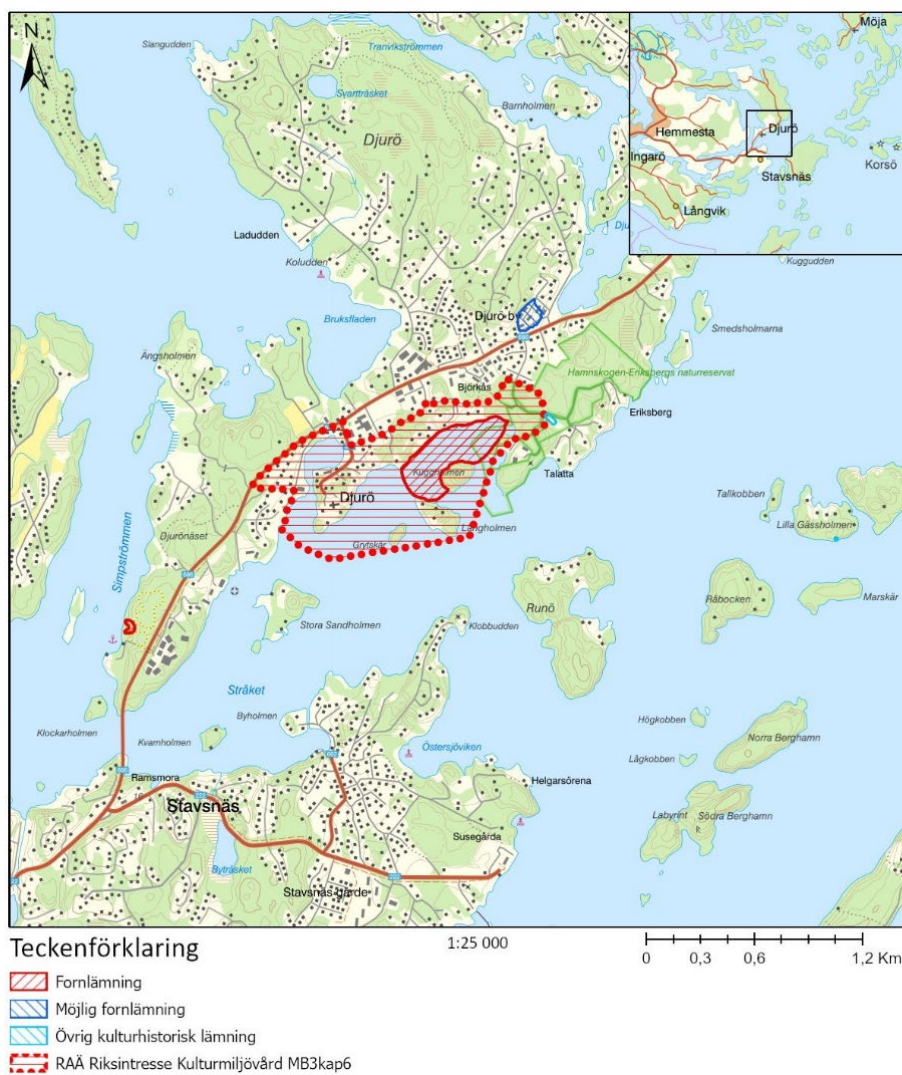 N
Slangudden
Tranvikströmmen
Svartträsket
Barnholmen
Djurö
Ladudden
Koludden
Bruksfladen
Djurö by
Ängsholmen
Björkås
Hamnskogen-Eriksbergs naturreservat
Eriksberg
Smedsholmarna
Kuggudden
Talatta
Kuggholmen
Djurö
Långholmen
Grytskär
Djurönäset
Simpströmmen
Stora Sandholmen
Klobbudden
Runö
Tallkobben
Lilla Gässholmen
Råbocken
Marskär
Stråket
Byholmen
Klockarholmen
Kvarnholmen
Östersjöviken
Högkobben
Lågkobben
Norra Berghamn
Ramsmora
Stavsnäs
Helgarsörena
Labyrint
Södra Berghamn
Susegårda
Byträsket
Stavsnäs gärde
Möja
Hemmesta
Djurö
Ingarö
Korsö
Stavsnäs
Långvik
Teckenförklaring
1:25 000
0 0,3 0,6 1,2 Km
Fornlämning
Möjlig fornlämning
Övrig kulturhistorisk lämning
RAÄ Riksintresse Kulturmiljövård MB3kap6